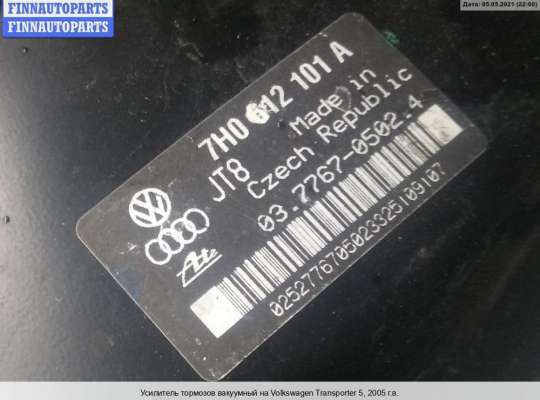 FINNAUTOPARTS
FINNAUTOPARTS
Дата: 05.05.2021 (22:00)
7H0 612 101 A
JT8 Made in
Czech Republic
03.7767-0502.4
Ate
0252776705023325109107
Усилитель тормозов вакуумный на Volkswagen Transporter 5, 2005 г.в.